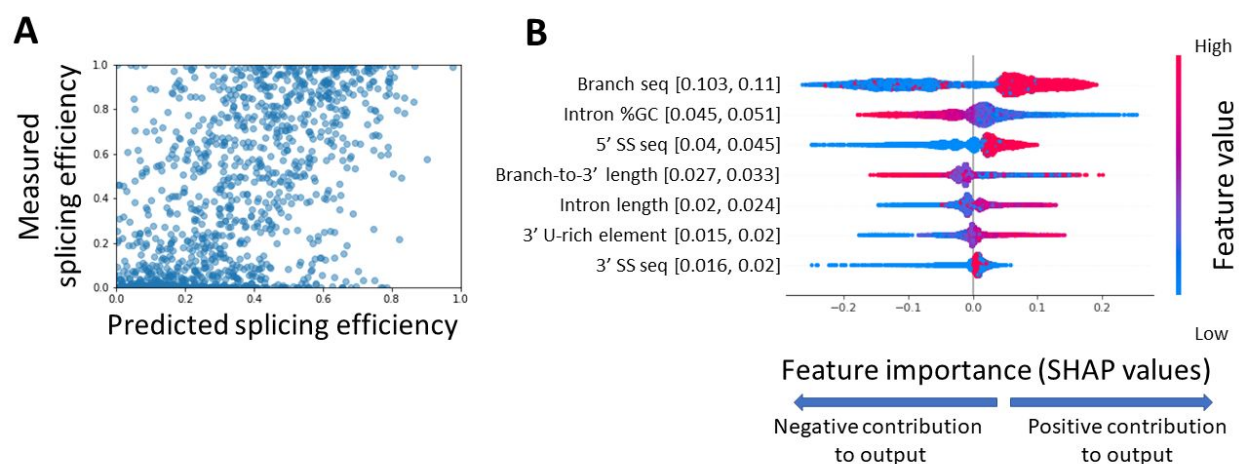 A
Measured
splicing efficiency
1.0
0.8
0.6
0.4
0.2
0.0
0.0 0.2 0.4 0.6 0.8 1.0
Predicted splicing efficiency
B
Branch seq [0.103, 0.11]
Intron %GC [0.045, 0.051]
5’ SS seq [0.04, 0.045]
Branch-to-3’ length [0.027, 0.033]
Intron length [0.02, 0.024]
3’ U-rich element [0.015, 0.02]
3’ SS seq [0.016, 0.02]
−0.2 −0.1 0.0 0.1 0.2
High
Feature value
Low
Feature importance (SHAP values)
Negative contribution
to output
Positive contribution
to output